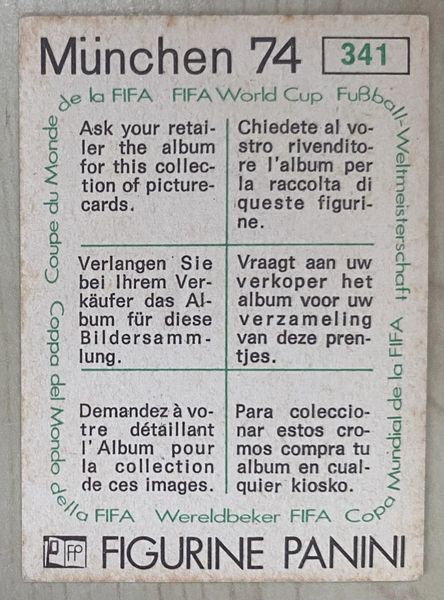 München 74 341
Coupe du Monde de la FIFA FIFA World Cup Fußball-Weltmeisterschaft
Ask your retai-
ler the album
for this collec-
tion of picture-
cards.
Chiedete al vo-
stro rivendito-
re l'album per
la raccolta di
queste figuri-
ne.
Verlangen Sie
bei Ihrem Ver-
käufer das Al-
bum für diese
Bildersamm-
lung.
Vraagt aan uw
verkoper het
album voor uw
verzameling
van deze pren-
tjes.
Demandez à vo-
tre détáillant
l'Album pour
la collection
de ces images.
Para coleccio-
nar estos cro-
mos compra tu
album en cual-
quier kiosko.
Coppa del Mondo della FIFA Wereldbeker FIFA Copa Mundial de la FIFA
FP FIGURINE PANINI